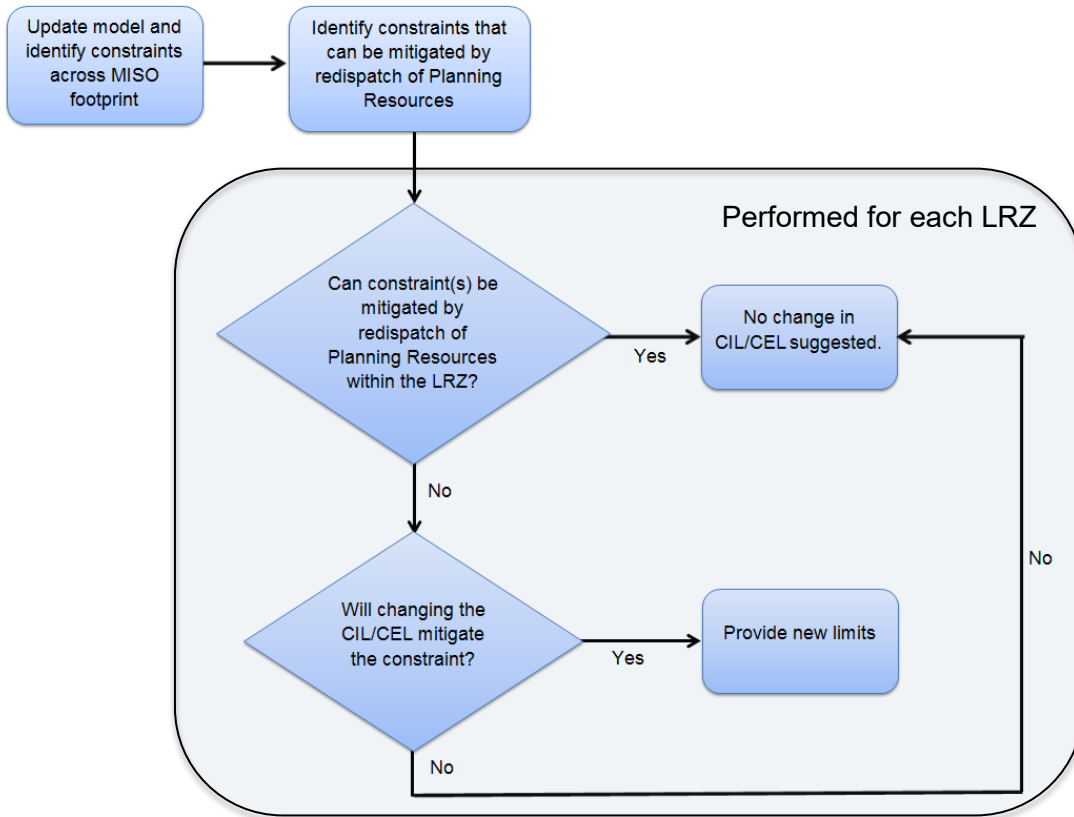 Update model and
identify constraints
across MISO
footprint
Identify constraints that
can be mitigated by
redispatch of Planning
Resources
Performed for each LRZ
Can constraint(s) be
mitigated by
redispatch of
Planning Resources
within the LRZ?
Yes
No change in
CIL/CEL suggested.
No
Will changing the
CIL/CEL mitigate
the constraint?
Yes
Provide new limits
No
No